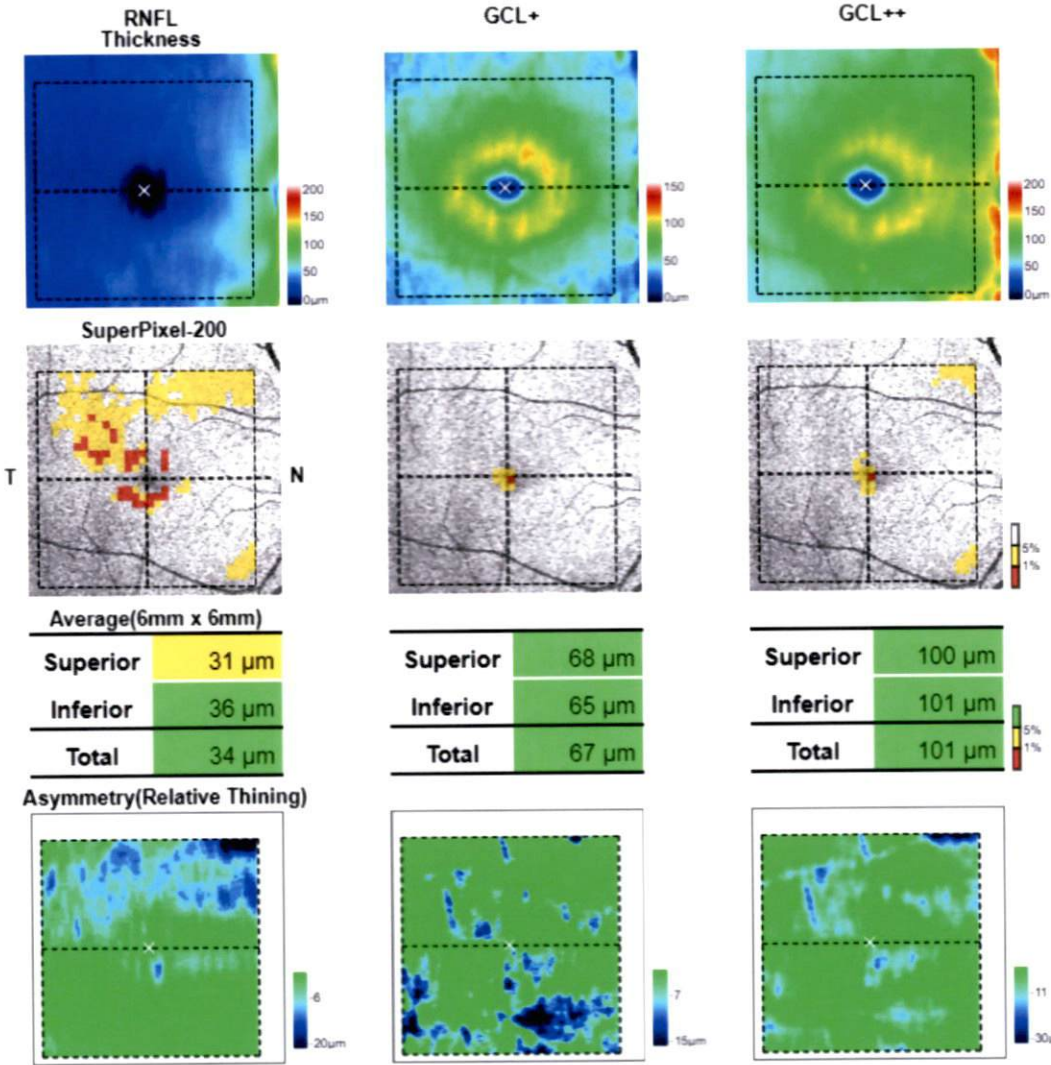 RNFL
Thickness
GCL+
GCL++
200
150
100
50
0µm
150
100
50
0µm
200
150
100
50
0µm
SuperPixel-200
T
N
5%
1%
Average(6mm x 6mm)
Superior 31 µm
Inferior 36 µm
Total 34 µm
Superior 68 µm
Inferior 65 µm
Total 67 µm
Superior 100 µm
Inferior 101 µm
Total 101 µm
5%
1%
Asymmetry(Relative Thining)
-6
-20µm
-7
-15µm
-11